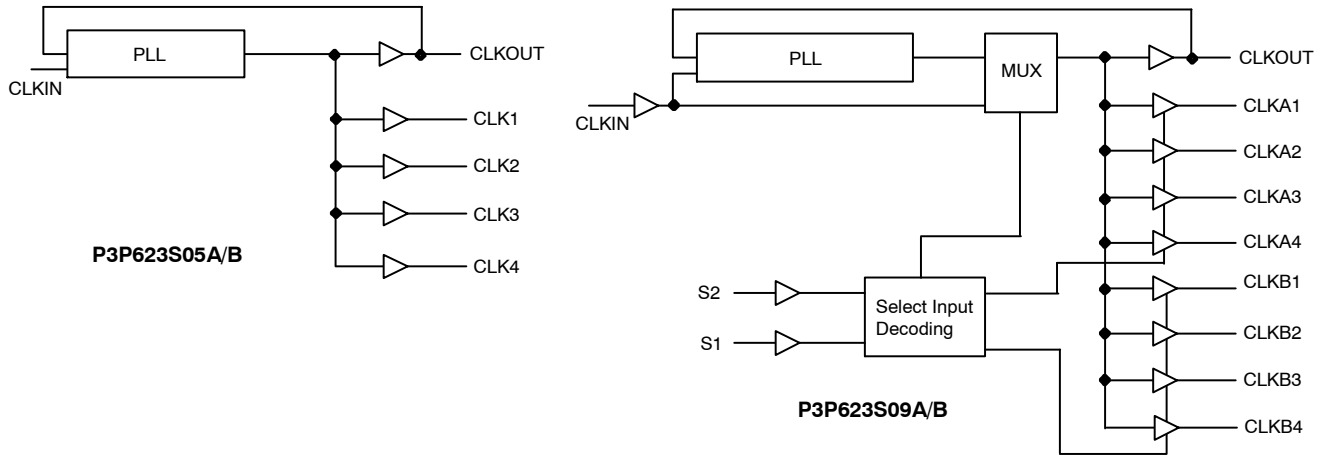 PLL
CLKOUT
CLKIN
CLK1
CLK2
CLK3
CLK4
P3P623S05A/B
PLL
MUX
CLKOUT
CLKIN
CLKA1
CLKA2
CLKA3
CLKA4
S2
S1
Select Input
Decoding
CLKB1
CLKB2
CLKB3
CLKB4
P3P623S09A/B